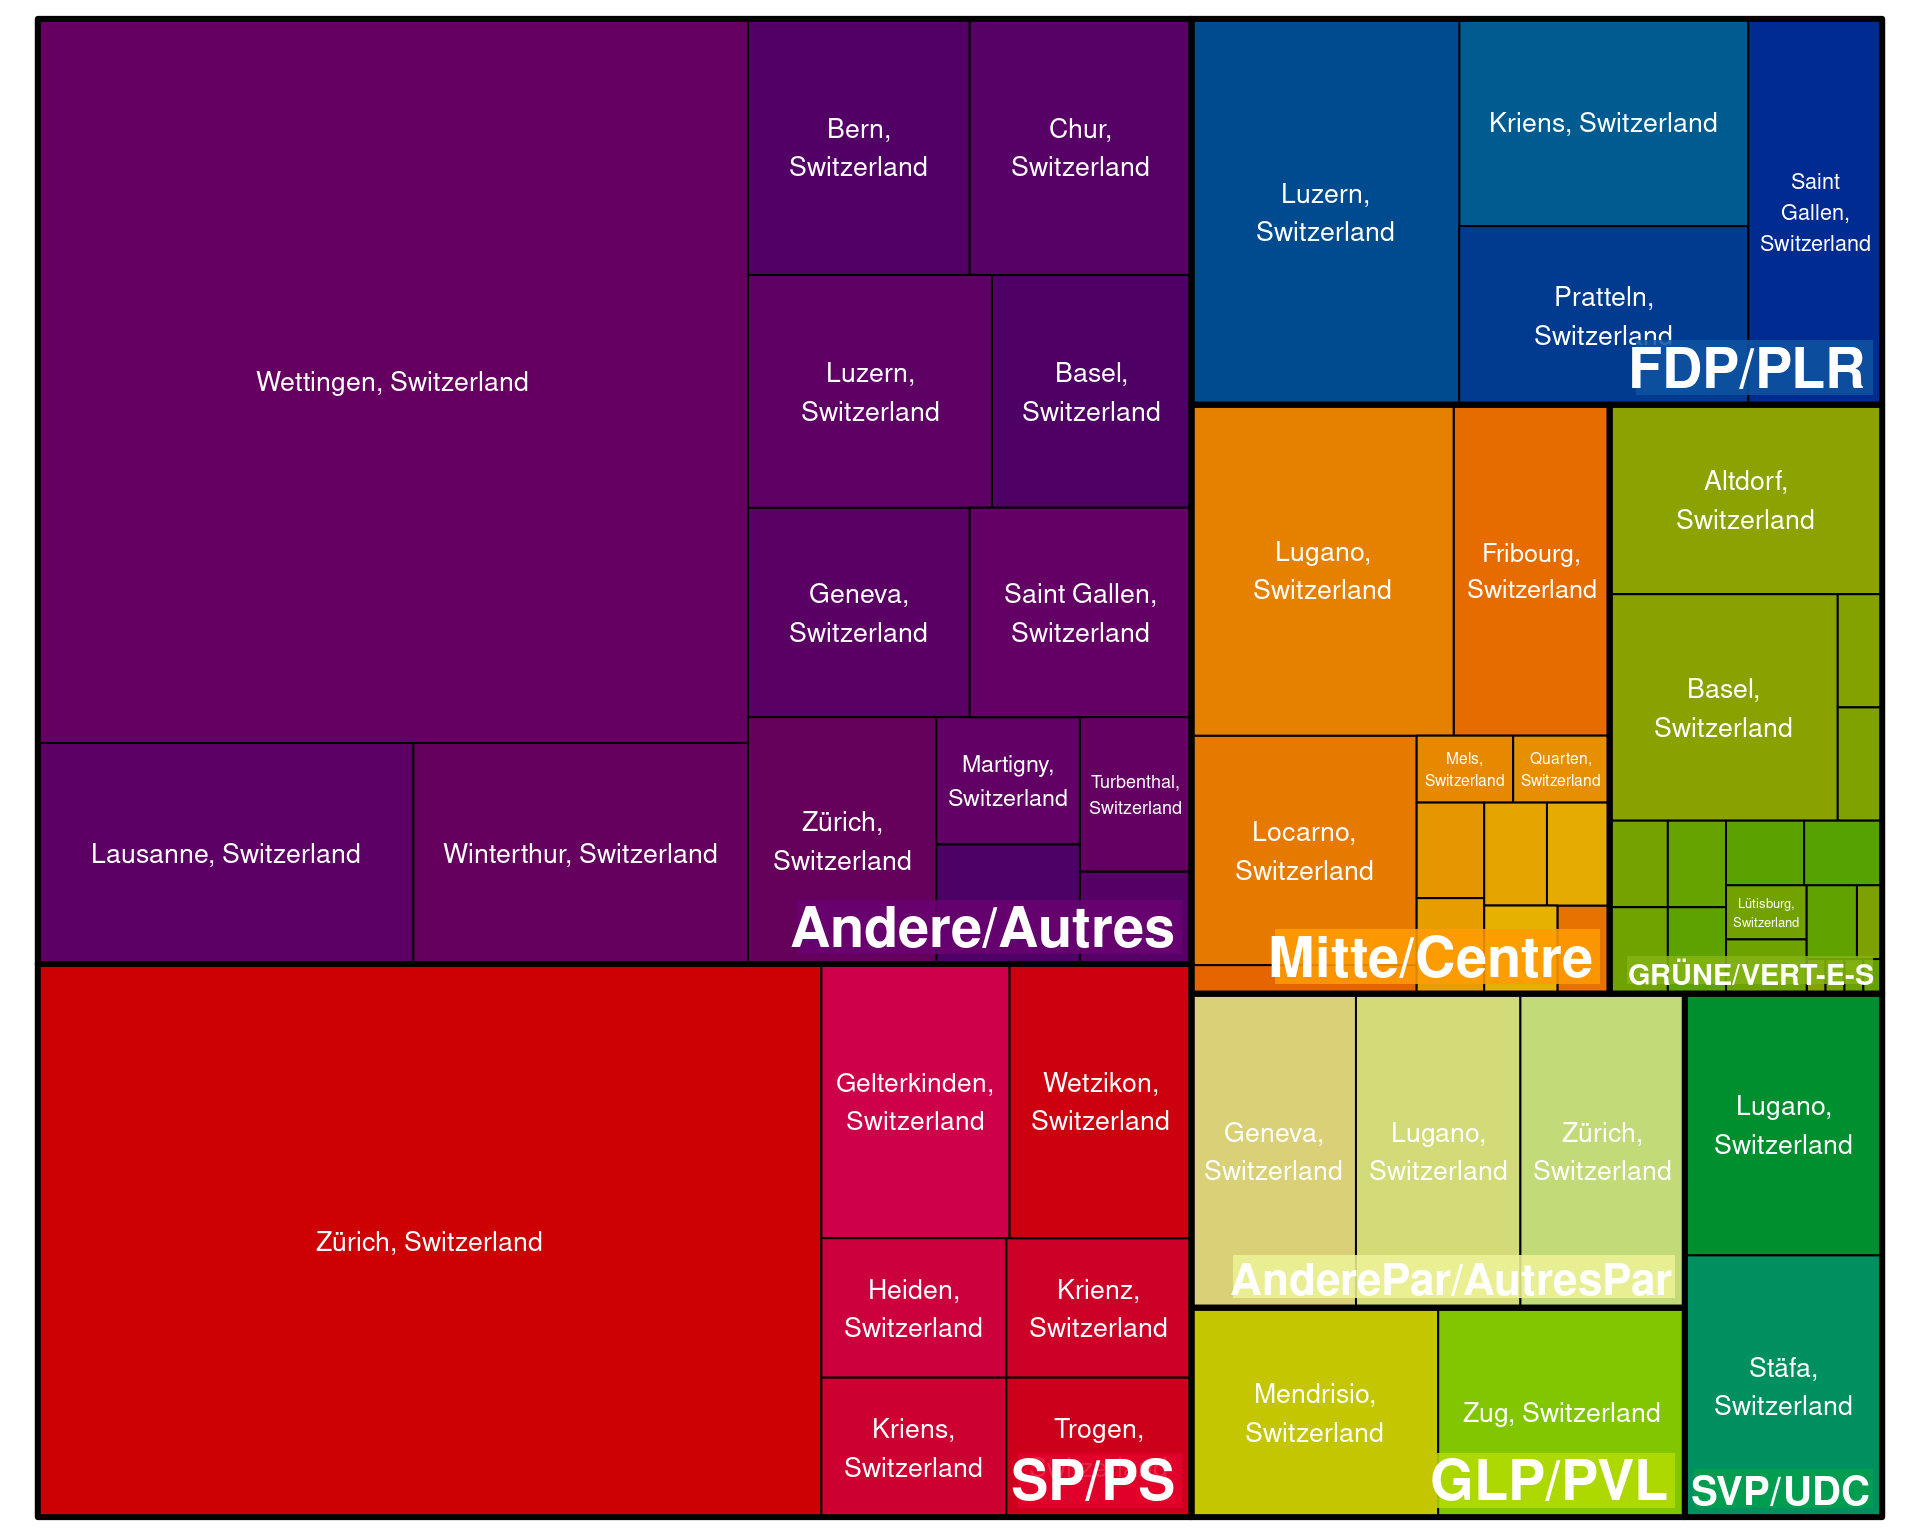 Wettingen, Switzerland
Bern,
Switzerland
Chur,
Switzerland
Luzern,
Switzerland
Basel,
Switzerland
Geneva,
Switzerland
Saint Gallen,
Switzerland
Lausanne, Switzerland
Winterthur, Switzerland
Zürich,
Switzerland
Martigny,
Switzerland
Turbenthal,
Switzerland
Andere/Autres
Zürich, Switzerland
Gelterkinden,
Switzerland
Wetzikon,
Switzerland
Heiden,
Switzerland
Krienz,
Switzerland
Kriens,
Switzerland
Trogen,
SP/PS
Luzern,
Switzerland
Kriens, Switzerland
Pratteln,
Switzerland
Saint
Gallen,
Switzerland
FDP/PLR
Lugano,
Switzerland
Fribourg,
Switzerland
Locarno,
Switzerland
Mels,
Switzerland
Quarten,
Switzerland
Mitte/Centre
Altdorf,
Switzerland
Basel,
Switzerland
Lütisburg,
Switzerland
GRÜNE/VERT-E-S
Geneva,
Switzerland
Lugano,
Switzerland
Zürich,
Switzerland
AnderePar/AutresPar
Mendrisio,
Switzerland
Zug, Switzerland
GLP/PVL
Lugano,
Switzerland
Stäfa,
Switzerland
SVP/UDC